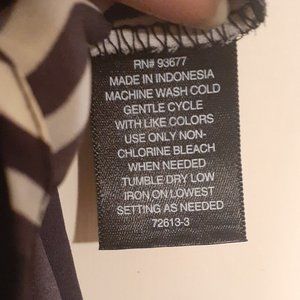 RN# 93677
MADE IN INDONESIA
MACHINE WASH COLD
GENTLE CYCLE
WITH LIKE COLORS
USE ONLY NON-
CHLORINE BLEACH
WHEN NEEDED
TUMBLE DRY LOW
IRON ON LOWEST
SETTING AS NEEDED
72613-3